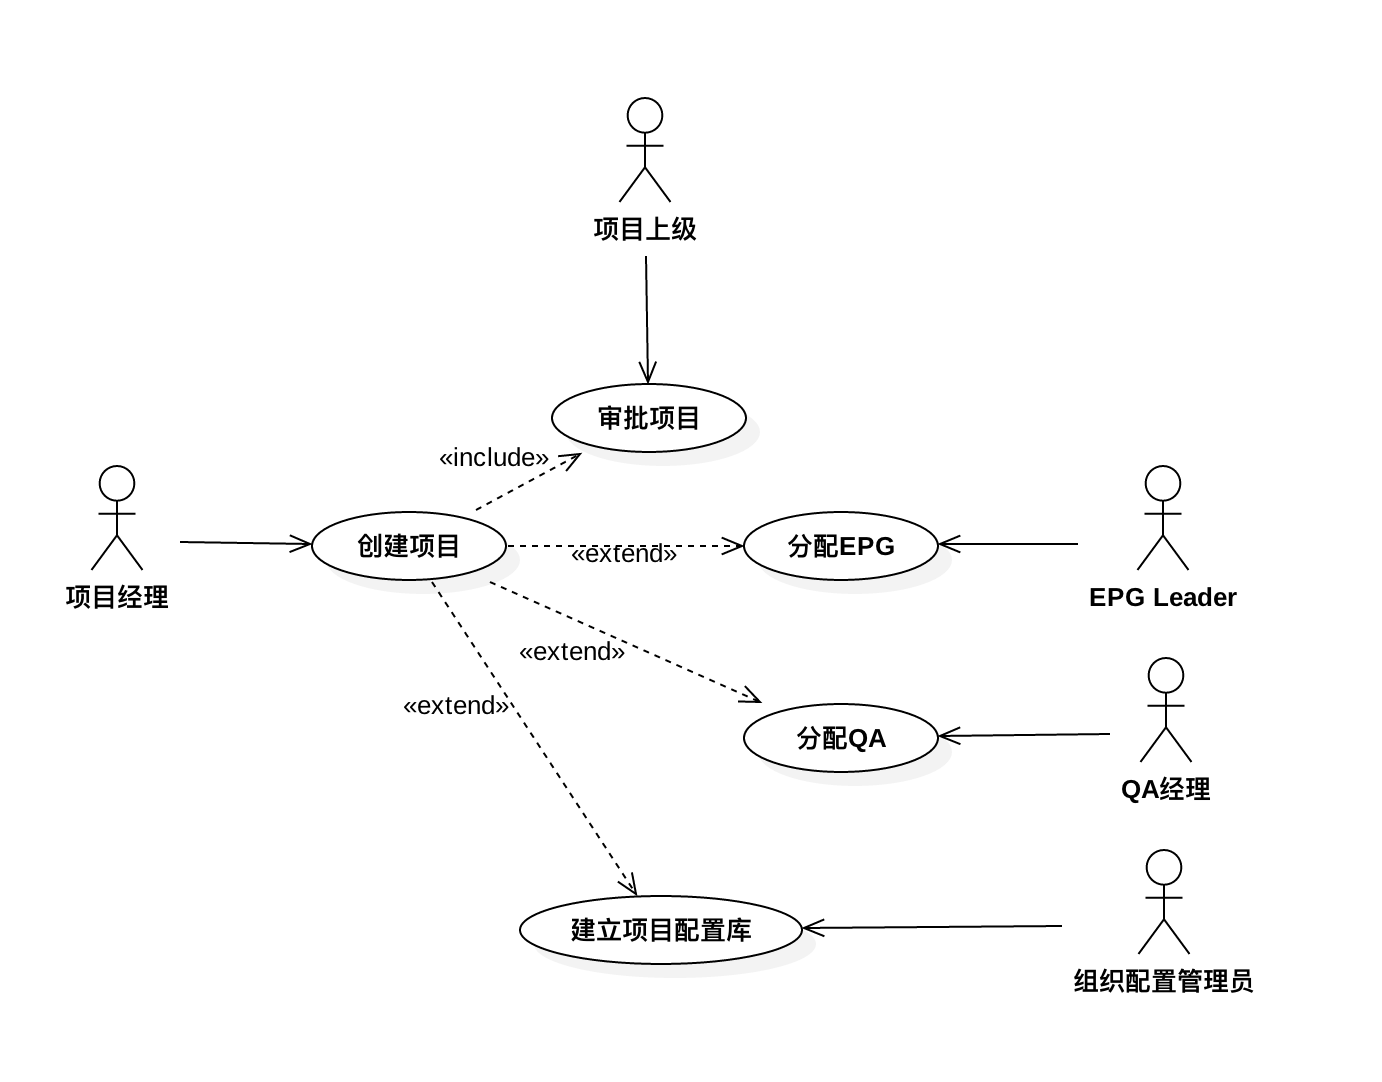 项目上级
审批项目
«include»
创建项目
«extend»
分配EPG
项目经理
EPG Leader
«extend»
«extend»
分配QA
QA经理
建立项目配置库
组织配置管理员